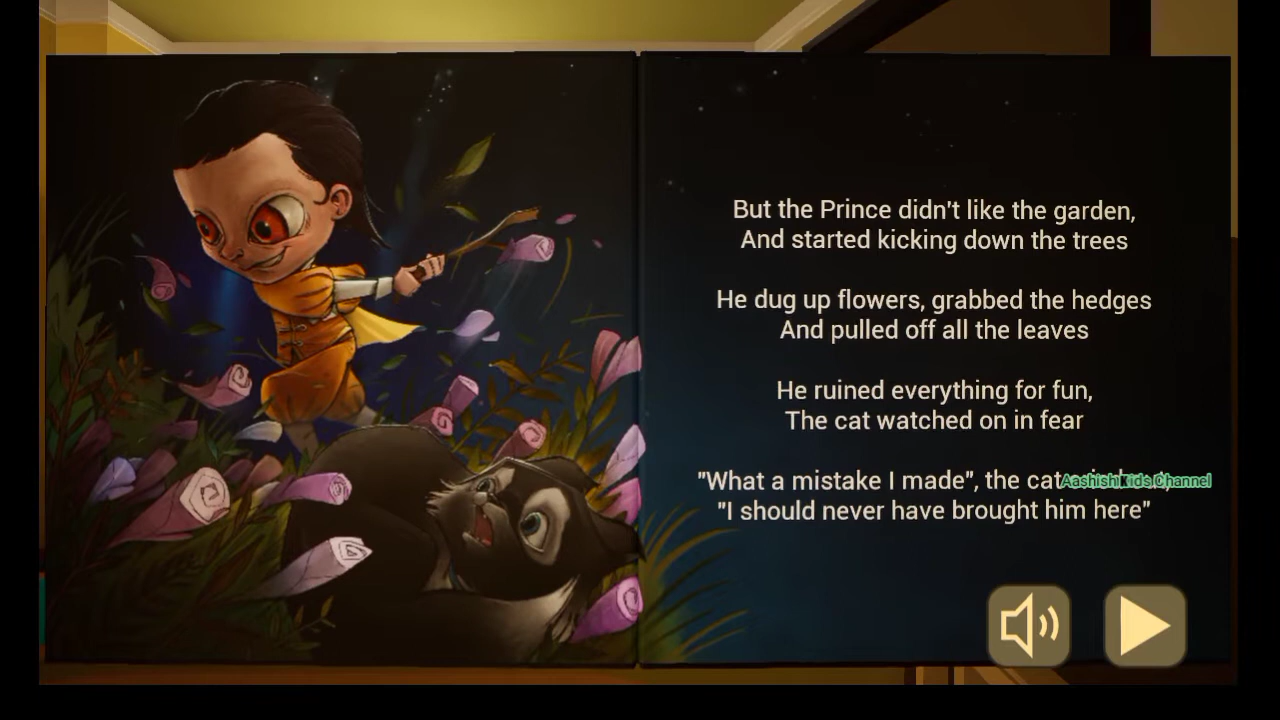 But the Prince didn't like the garden,
And started kicking down the trees
He dug up flowers, grabbed the hedges
And pulled off all the leaves
He ruined everything for fun,
The cat watched on in fear
"What a mistake I made", the cat
Aashish Kids Channel
"I should never have brought him here"